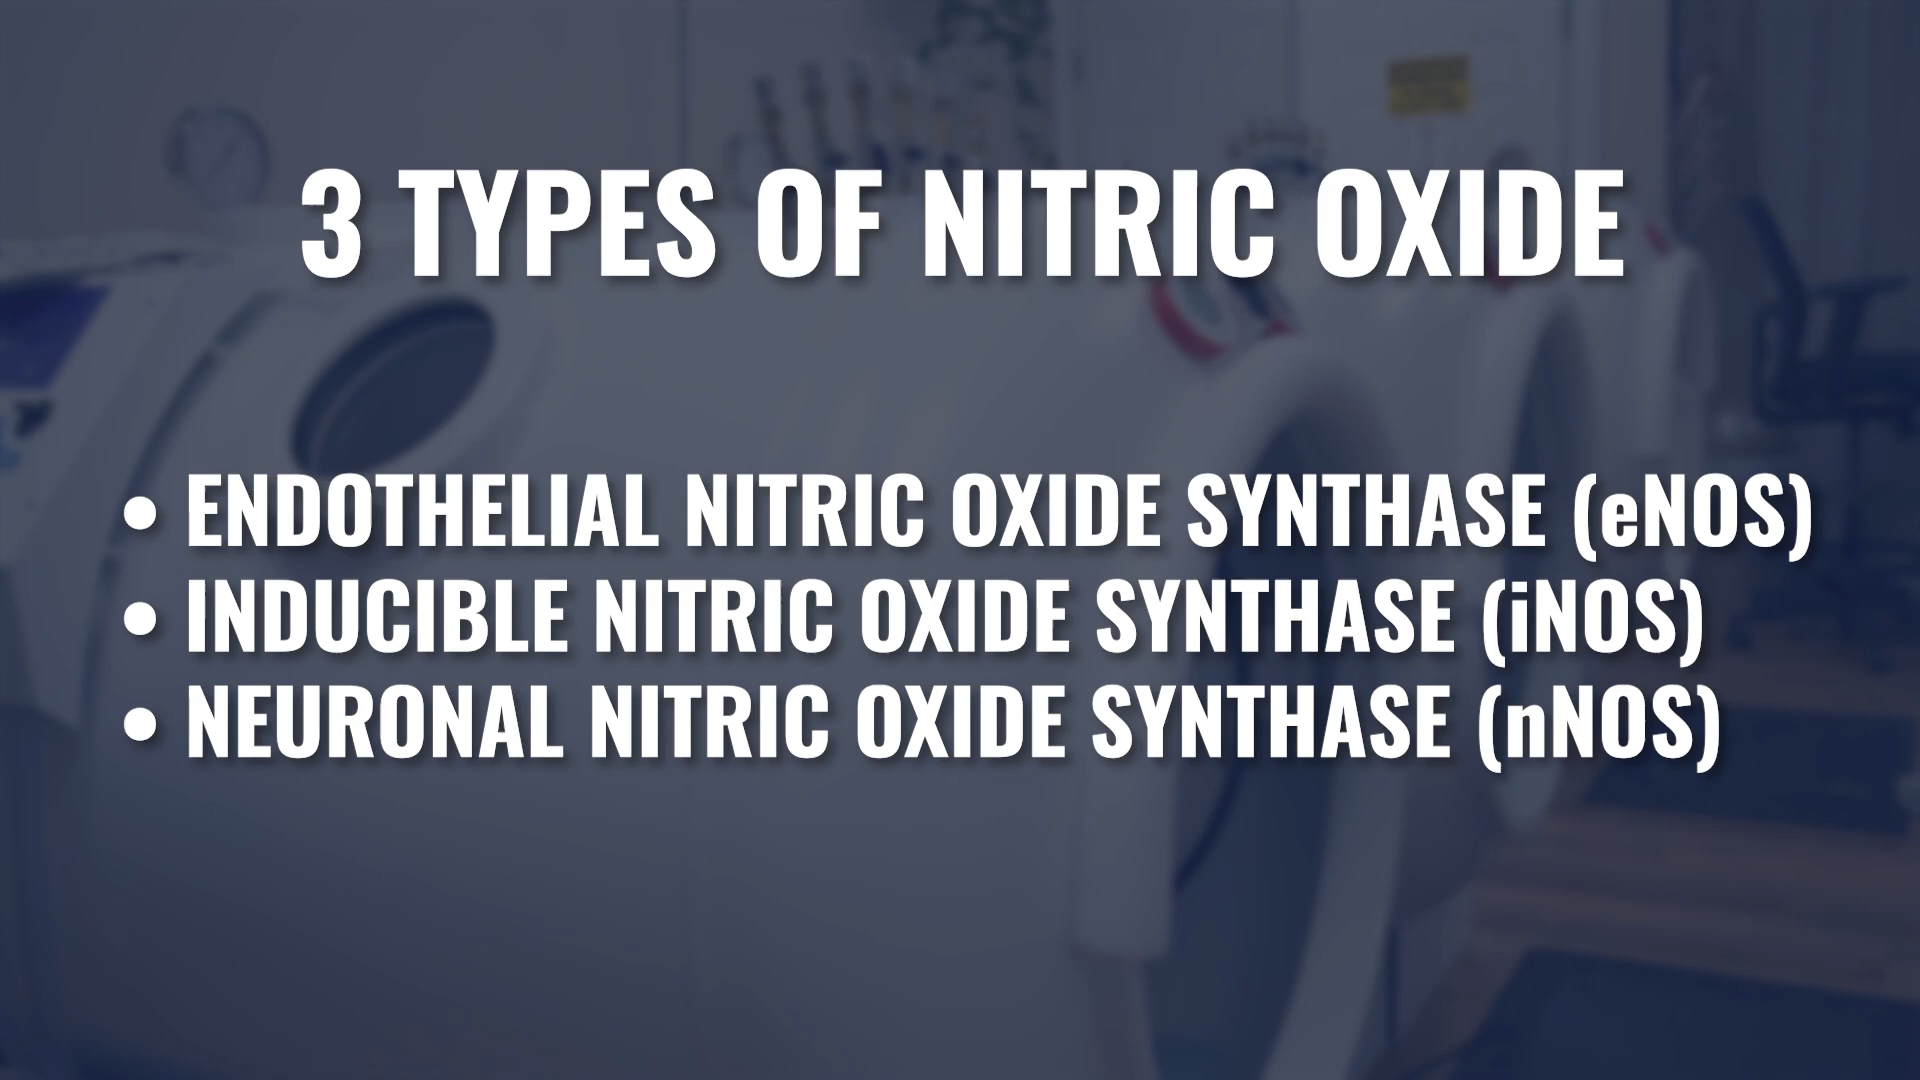 3 TYPES OF NITRIC OXIDE
• ENDOTHELIAL NITRIC OXIDE SYNTHASE (eNOS)
• INDUCIBLE NITRIC OXIDE SYNTHASE (iNOS)
• NEURONAL NITRIC OXIDE SYNTHASE (nNOS)